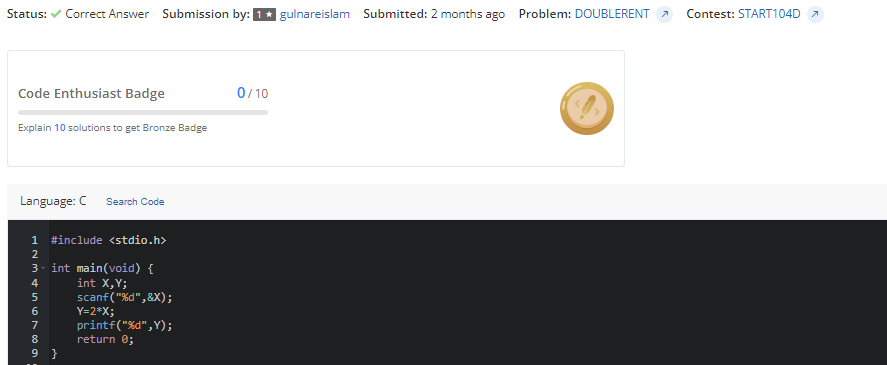 Status: ✓ Correct Answer Submission by: 1★ gulnareislam Submitted: 2 months ago Problem: DOUBLERENT Contest: START104D
Code Enthusiast Badge 0 / 10
Explain 10 solutions to get Bronze Badge
Language: C Search Code
1 #include <stdio.h>
2
3 int main(void) {
4 int X,Y;
5 scanf("%d",&X);
6 Y=2*X;
7 printf("%d",Y);
8 return 0;
9 }